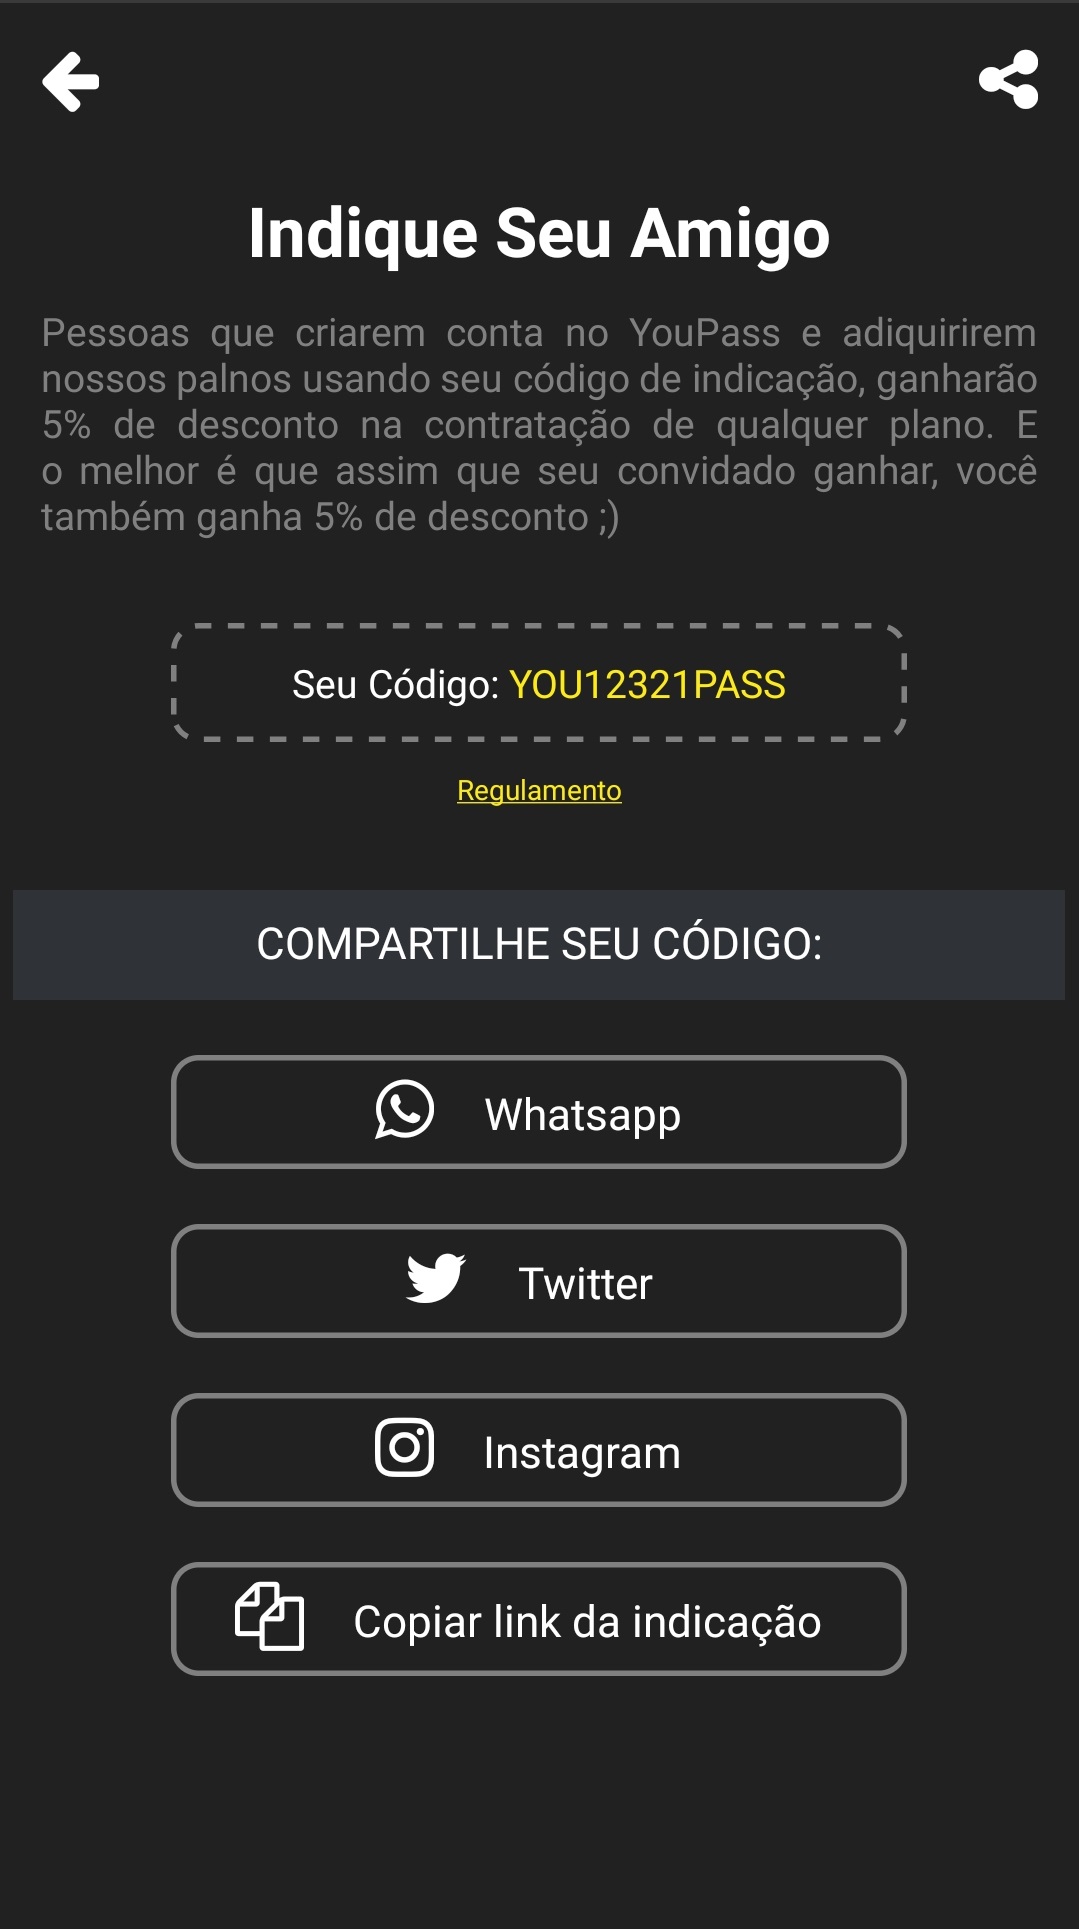 Indique Seu Amigo
Pessoas que criarem conta no YouPass e adiquirirem
nossos palnos usando seu código de indicação, ganharão
5% de desconto na contratação de qualquer plano. E
o melhor é que assim que seu convidado ganhar, você
também ganha 5% de desconto ;)
Seu Código: YOU12321PASS
Regulamento
COMPARTILHE SEU CÓDIGO:
Whatsapp
Twitter
Instagram
Copiar link da indicação